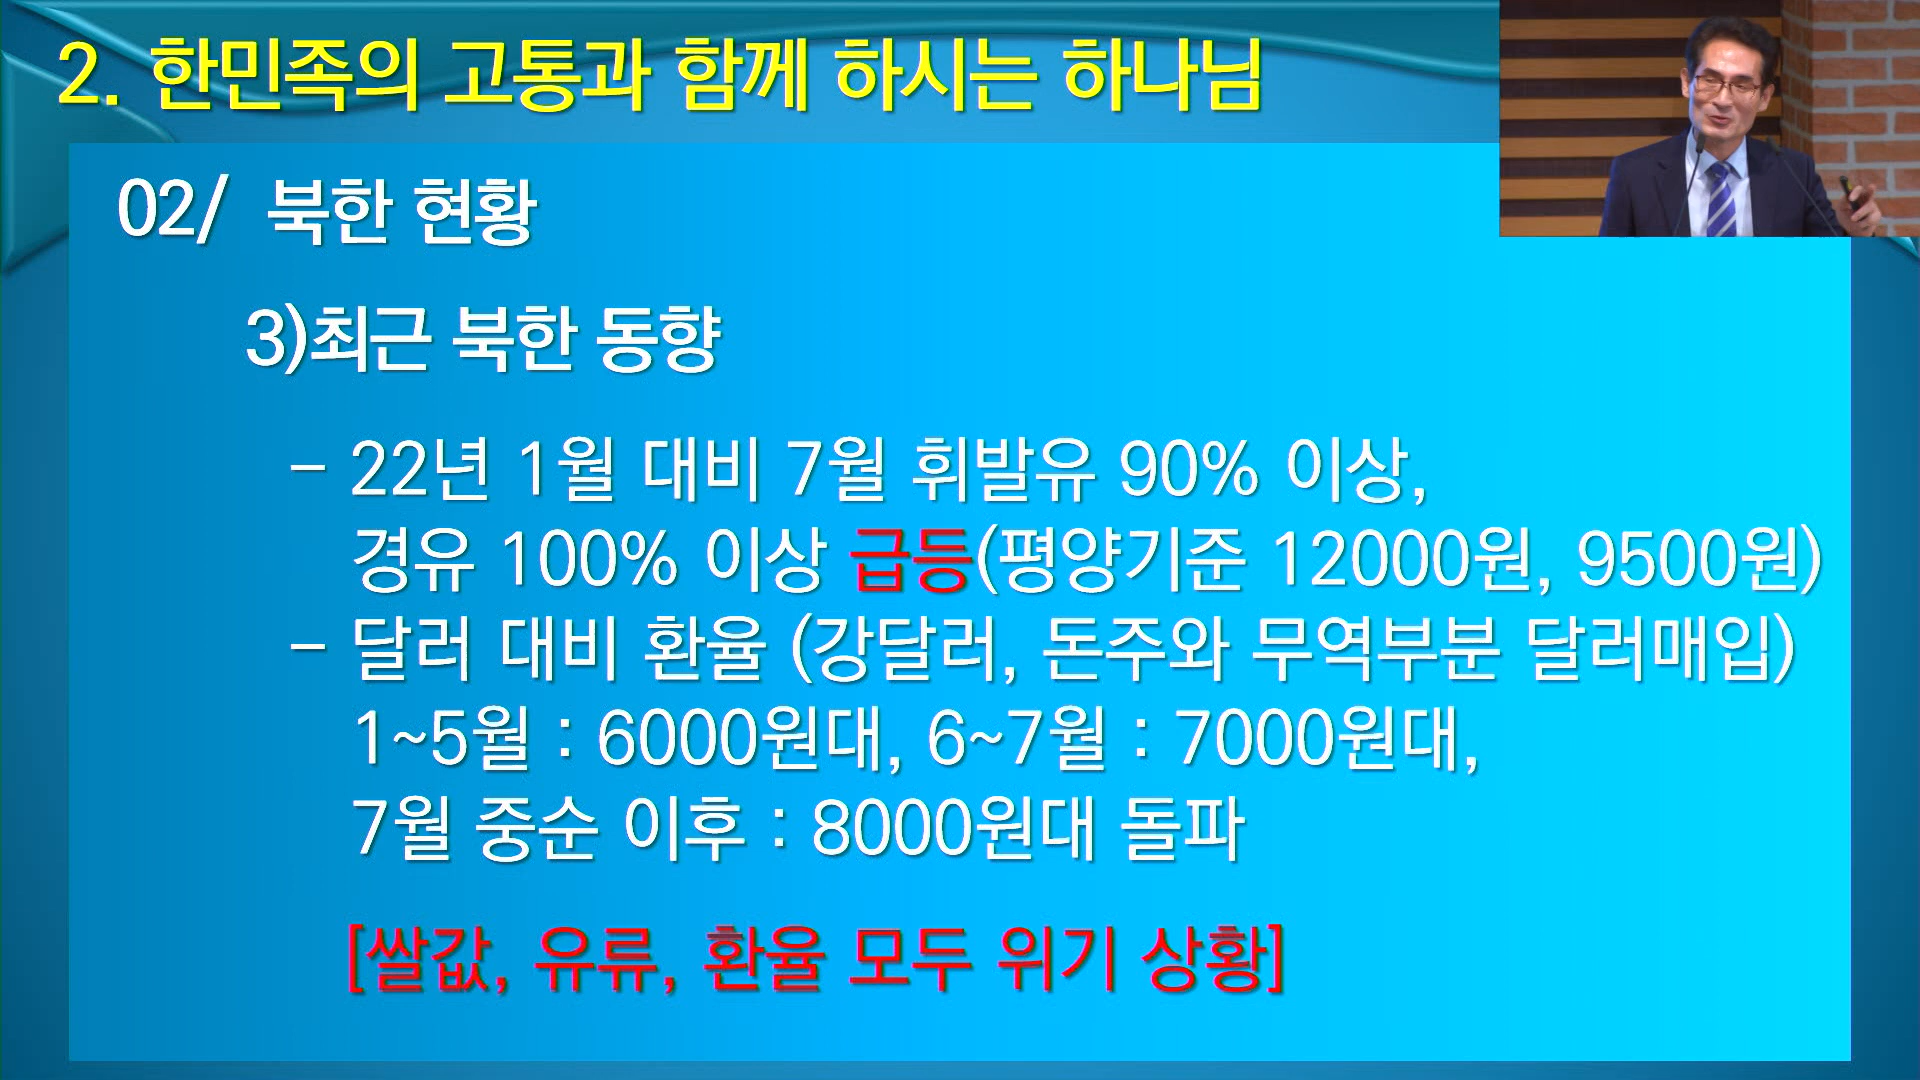 2. 한민족의 고통과 함께 하시는 하나님
02/ 북한 현황
3)최근 북한 동향
- 22년 1월 대비 7월 휘발유 90% 이상,
경유 100% 이상 급등(평양기준 12000원, 9500원)
- 달러 대비 환율 (강달러, 돈주와 무역부분 달러매입)
1~5월 : 6000원대, 6~7월 : 7000원대,
7월 중순 이후 : 8000원대 돌파
[쌀값, 유류, 환율 모두 위기 상황]